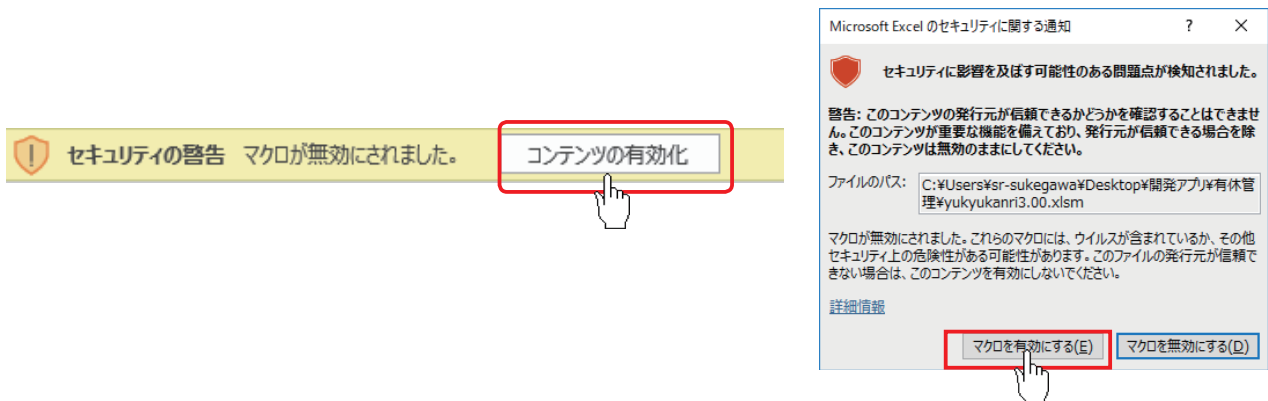 セキュリティの警告 マクロが無効にされました。 コンテンツの有効化
Microsoft Excel のセキュリティに関する通知 ? ×
セキュリティに影響を及ぼす可能性のある問題点が検知されました。
警告: このコンテンツの発行元が信頼できるかどうかを確認することはできませ
ん。このコンテンツが重要な機能を備えており、発行元が信頼できる場合を除
き、このコンテンツは無効のままにしてください。
ファイルのパス: C:¥Users¥sr-sukegawa¥Desktop¥開発アプリ¥有休管
理¥yukyukanri3.00.xlsm
マクロが無効にされました。これらのマクロには、ウイルスが含まれているか、その他
セキュリティ上の危険性がある可能性があります。このファイルの発行元が信頼で
きない場合は、このコンテンツを有効にしないでください。
詳細情報
マクロを有効にする(E) マクロを無効にする(D)